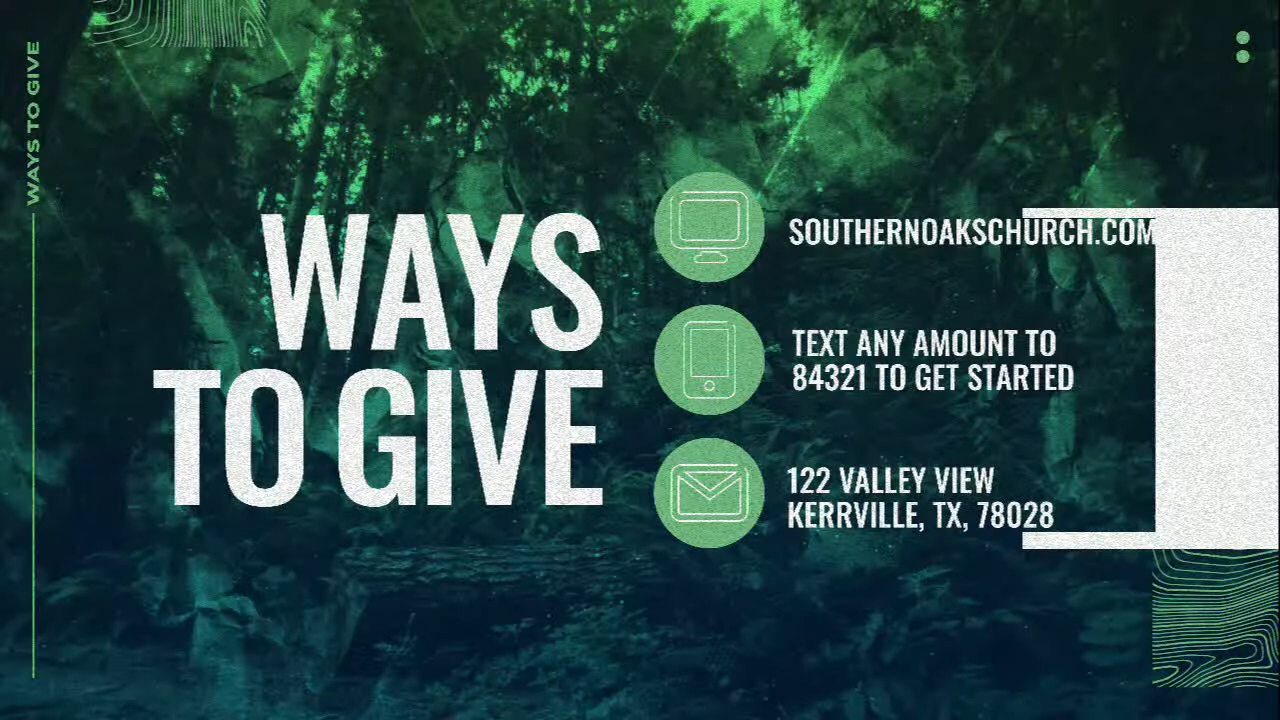 WAYS TO GIVE
WAYS
TO GIVE
SOUTHERNOAKSCHURCH.COM
TEXT ANY AMOUNT TO
84321 TO GET STARTED
122 VALLEY VIEW
KERRVILLE, TX, 78028